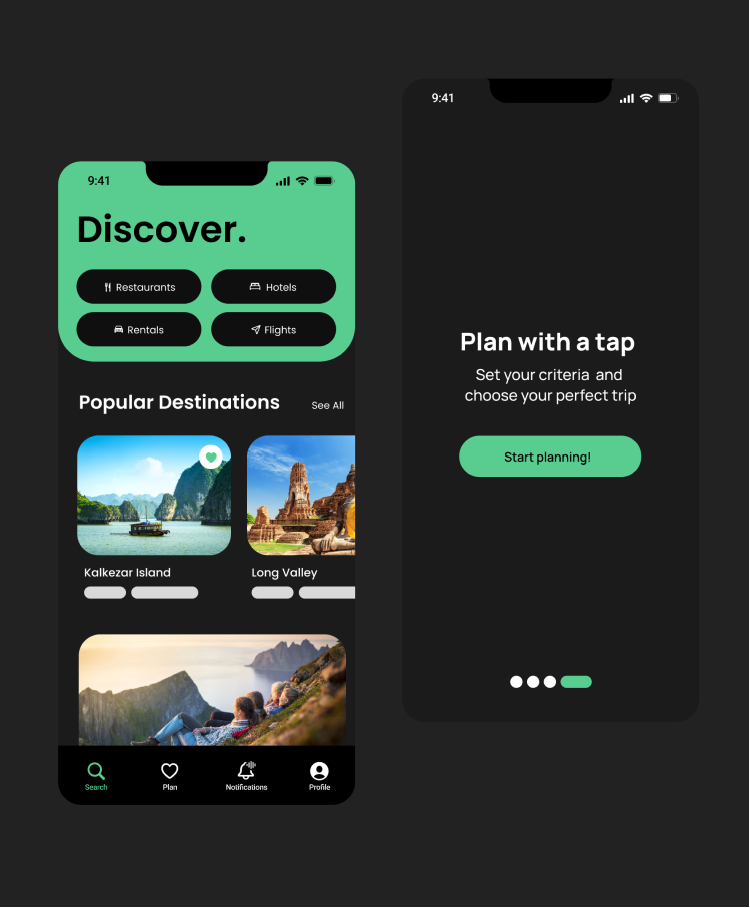 9:41
Discover.
Restaurants
Hotels
Rentals
Flights
Popular Destinations
See All
Kalkezar Island
Long Valley
Search
Plan
Notifications
Profile
9:41
Plan with a tap
Set your criteria and
choose your perfect trip
Start planning!